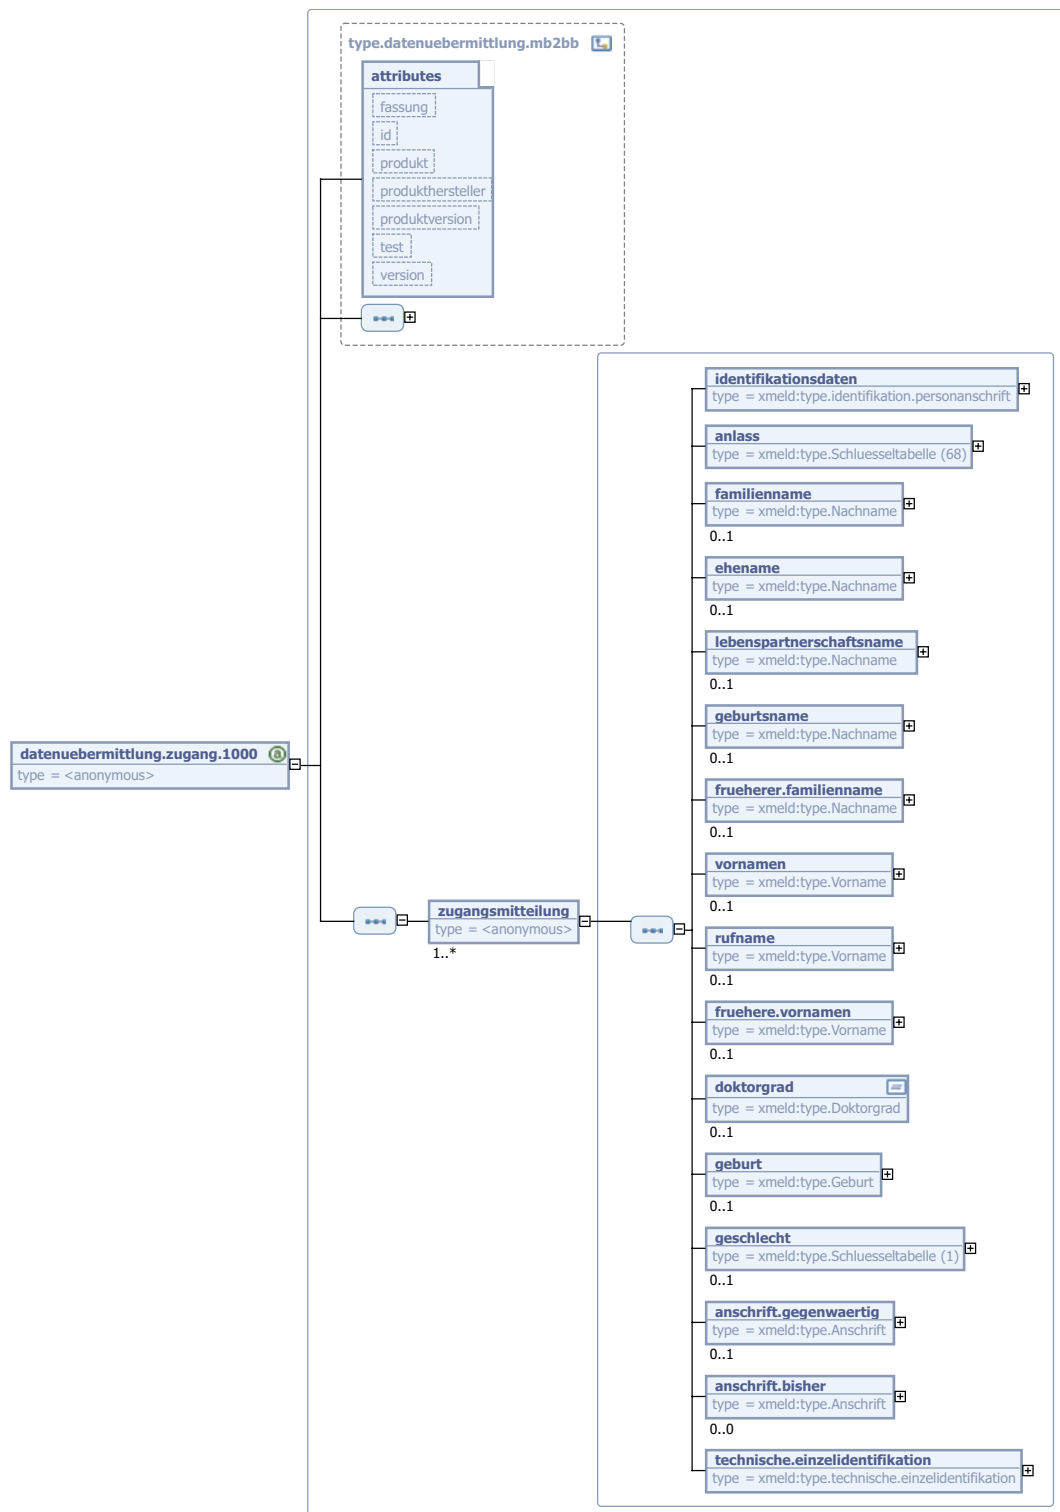 type.datenuebermittlung.mb2bb
attributes
fassung
id
produkt
produkthersteller
produktversion
test
version
identifikationsdaten
type = xmeld:type.identifikation.personanschrift
anlass
type = xmeld:type.Schluesseltabelle (68)
familienname
type = xmeld:type.Nachname
0..1
ehename
type = xmeld:type.Nachname
0..1
lebenspartnerschaftsname
type = xmeld:type.Nachname
0..1
geburtsname
type = xmeld:type.Nachname
0..1
datenuebermittlung.zugang.1000
type = <anonymous>
frueherer.familienname
type = xmeld:type.Nachname
0..1
vornamen
type = xmeld:type.Vorname
0..1
zugangsmitteilung
type = <anonymous>
1..*
rufname
type = xmeld:type.Vorname
0..1
fruehere.vornamen
type = xmeld:type.Vorname
0..1
doktorgrad
type = xmeld:type.Doktorgrad
0..1
geburt
type = xmeld:type.Geburt
0..1
geschlecht
type = xmeld:type.Schluesseltabelle (1)
0..1
anschrift.gegenwaertig
type = xmeld:type.Anschrift
0..1
anschrift.bisher
type = xmeld:type.Anschrift
0..0
technische.einzelidentifikation
type = xmeld:type.technische.einzelidentifikation